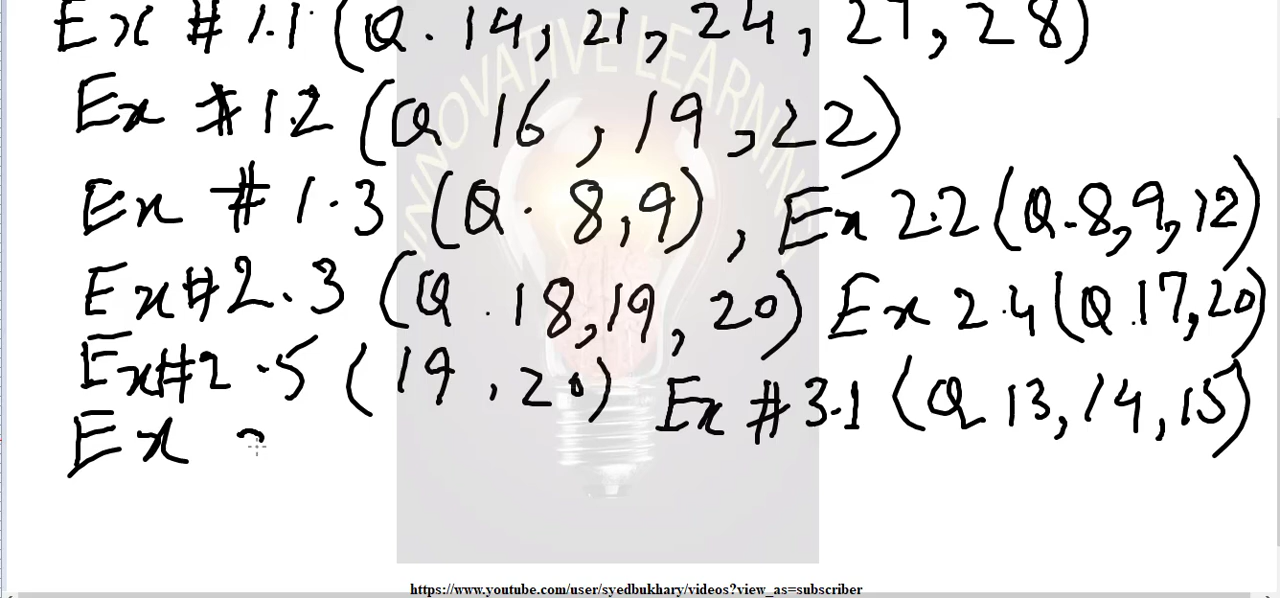 Ex # 1.1 (Q. 14, 21, 24, 27, 28)
Ex # 1.2 (Q 16, 19, 22)
Ex # 1.3 (Q. 8,9), Ex 2.2 (Q.8,9,12)
Ex#2.3 (Q.18,19,20) Ex 2.4 (Q.17,20)
Ex#2.5 (19,20) Ex #3.1 (Q 13,14,15)
Ex
INNOVATIVE LEARNING
https://www.youtube.com/user/syedbukhary/videos?view_as=subscriber